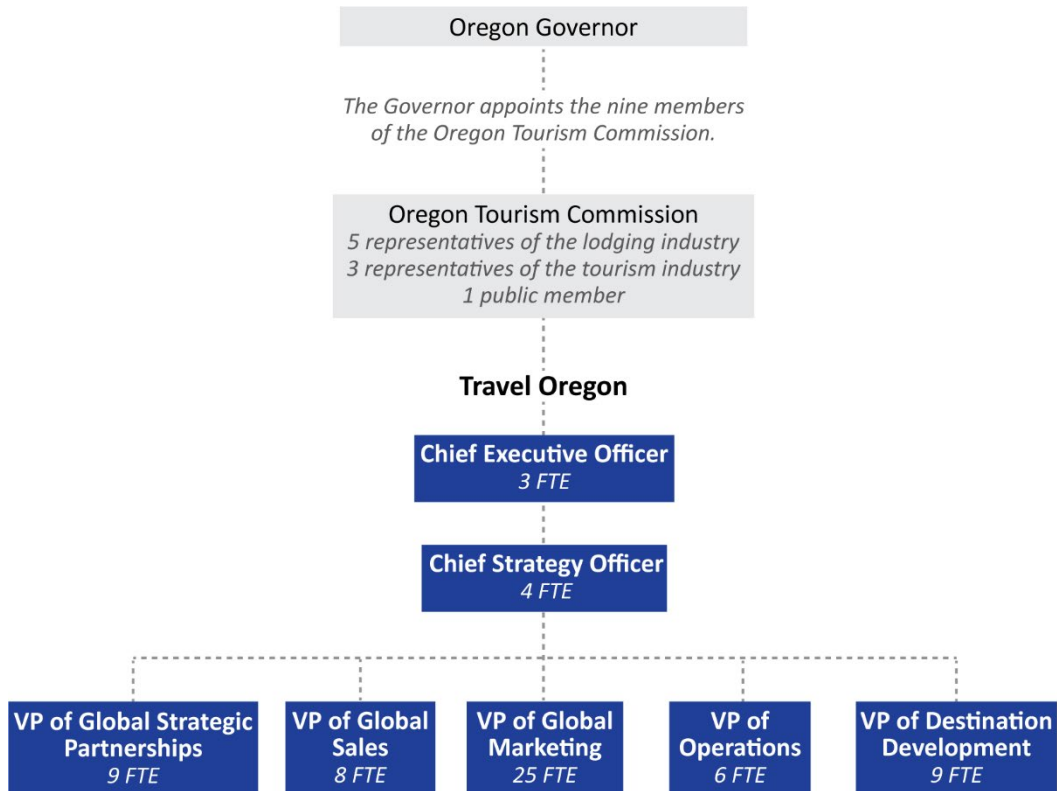 Oregon Governor
The Governor appoints the nine members
of the Oregon Tourism Commission.
Oregon Tourism Commission
5 representatives of the lodging industry
3 representatives of the tourism industry
1 public member
Travel Oregon
Chief Executive Officer
3 FTE
Chief Strategy Officer
4 FTE
VP of Global Strategic
Partnerships
9 FTE
VP of Global
Sales
8 FTE
VP of Global
Marketing
25 FTE
VP of
Operations
6 FTE
VP of Destination
Development
9 FTE